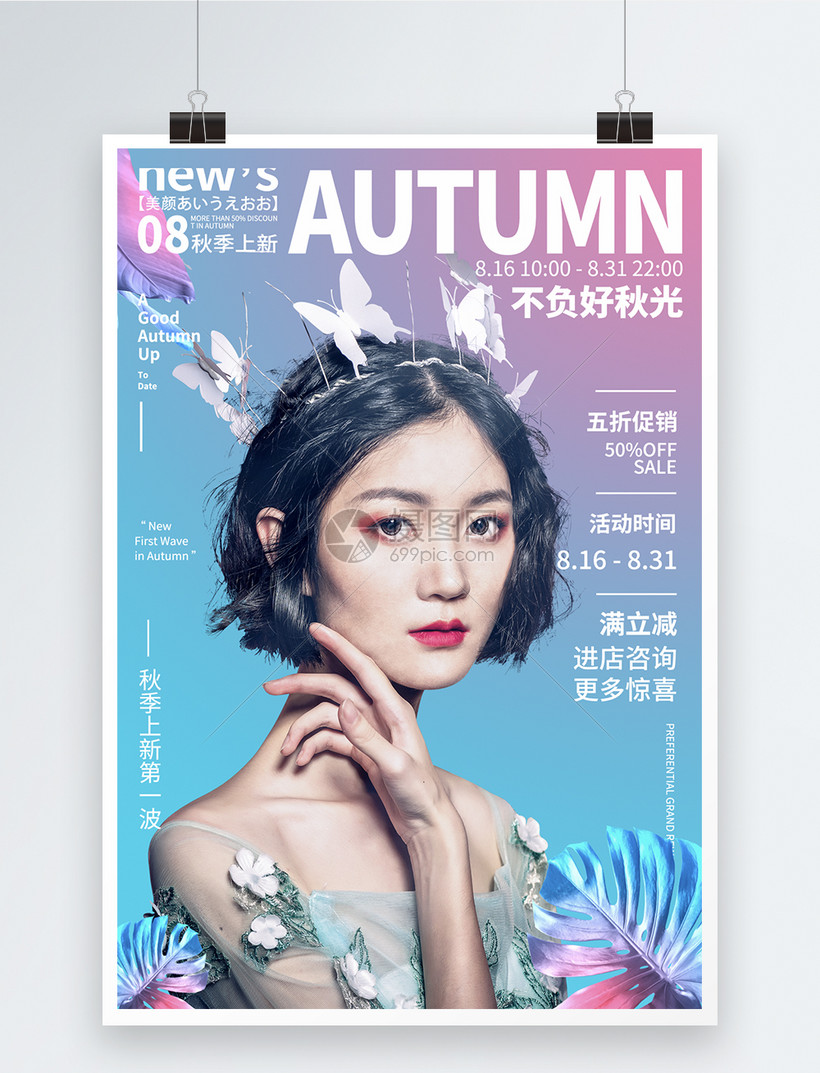 new's
【美颜あいうえおお】
08
MORE THAN 50% DISCOUN
T IN AUTUMN
秋季上新
AUTUMN
8.16 10:00 - 8.31 22:00
不负好秋光
A
Good
Autumn
Up
To
Date
五折促销
50%OFF
SALE
“ New
First Wave
in Autumn ”
活动时间
8.16 - 8.31
满立减
进店咨询
更多惊喜
秋季上新第一波
PREFERENTIAL GRAND
摄图网
699pic.com